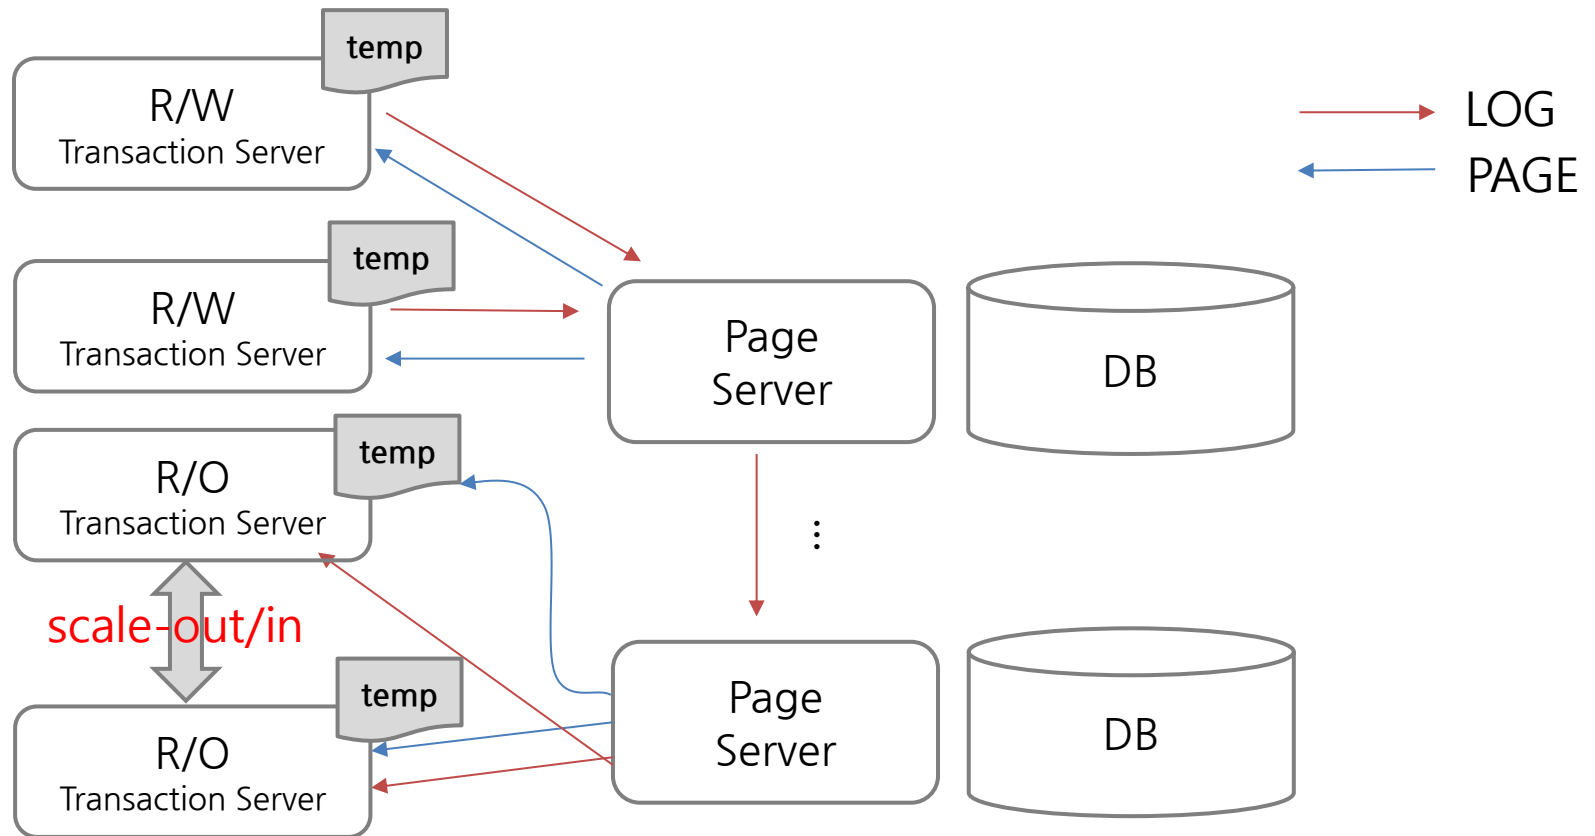 temp
R/W
Transaction Server
LOG
PAGE
temp
R/W
Transaction Server
Page
Server
DB
temp
R/O
Transaction Server
...
scale-out/in
temp
R/O
Transaction Server
Page
Server
DB